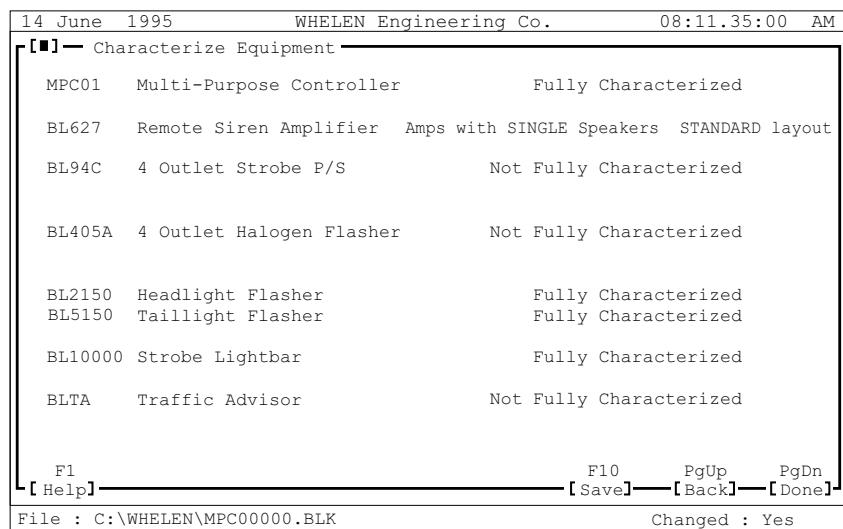 14 June 1995 WHELEN Engineering Co. 08:11.35:00 AM
[■] Characterize Equipment
MPC01 Multi-Purpose Controller Fully Characterized
BL627 Remote Siren Amplifier Amps with SINGLE Speakers STANDARD layout
BL94C 4 Outlet Strobe P/S Not Fully Characterized
BL405A 4 Outlet Halogen Flasher Not Fully Characterized
BL2150 Headlight Flasher Fully Characterized
BL5150 Taillight Flasher Fully Characterized
BL10000 Strobe Lightbar Fully Characterized
BLTA Traffic Advisor Not Fully Characterized
F1 F10 PgUp PgDn
[Help] [Save] [Back] [Done]
File : C:\WHELEN\MPC00000.BLK Changed : Yes